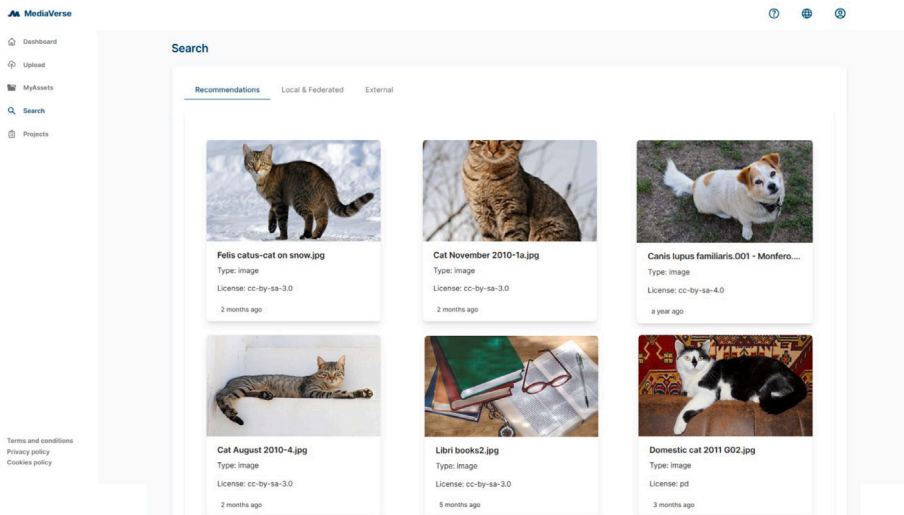 MediaVerse
Dashboard
Upload
MyAssets
Search
Projects
Terms and conditions
Privacy policy
Cookies policy
Search
Recommendations
Local & Federated
External
Felis catus-cat on snow.jpg
Type: image
License: cc-by-sa-3.0
2 months ago
Cat November 2010-1a.jpg
Type: image
License: cc-by-sa-3.0
2 months ago
Canis lupus familiaris.001 - Monfero....
Type: image
License: cc-by-sa-4.0
a year ago
Cat August 2010-4.jpg
Type: image
License: cc-by-sa-3.0
2 months ago
Libri books2.jpg
Type: image
License: cc-by-sa-3.0
5 months ago
Domestic cat 2011 G02.jpg
Type: image
License: pd
3 months ago